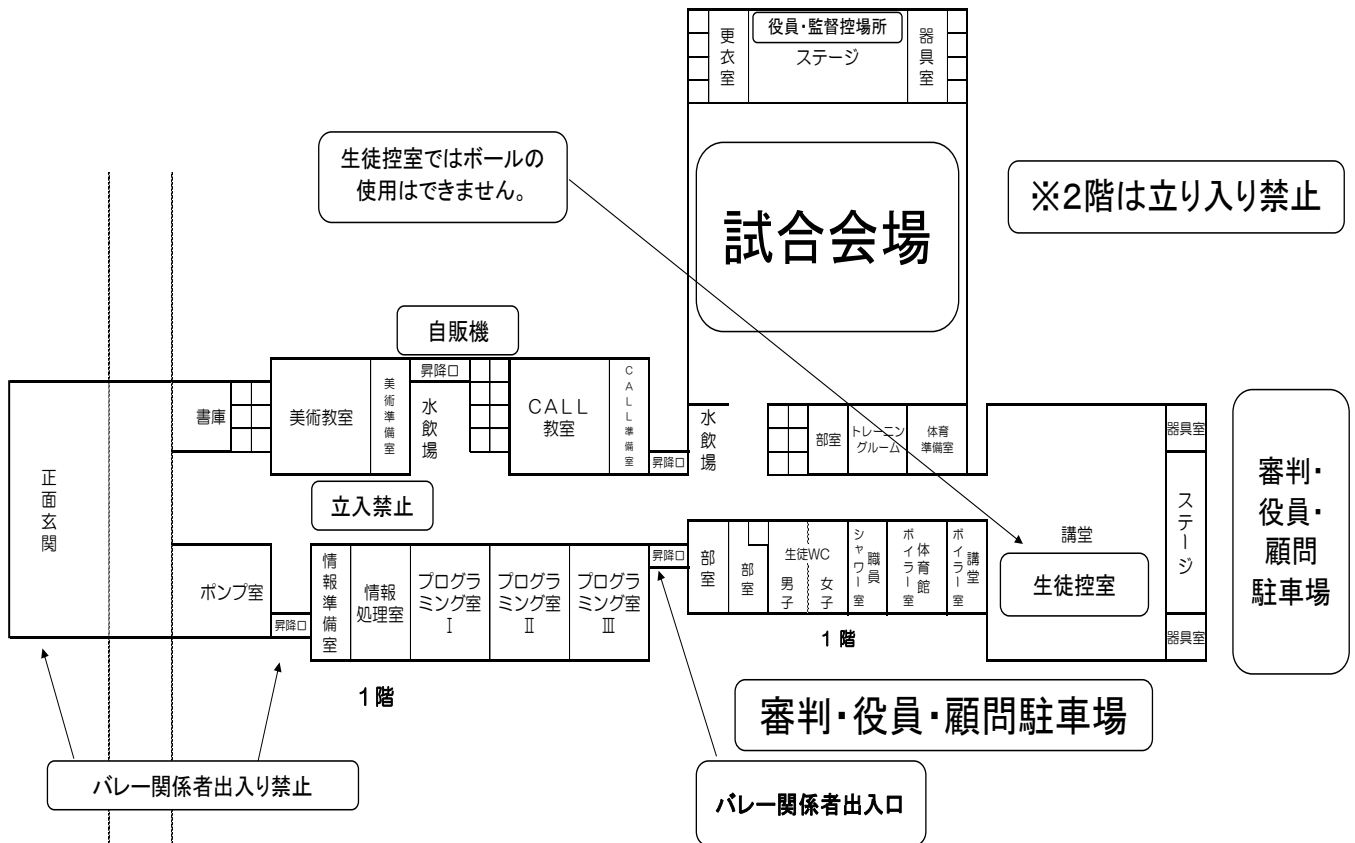 更衣室
役員・監督控場所
ステージ
器具室
生徒控室ではボールの
使用はできません。
試合会場
※2階は立り入り禁止
自販機
昇降口
書庫
美術教室
美術準備室
水飲場
CALL
教室
CALL準備室
昇降口
水飲場
部室
トレーニン
グルーム
体育
準備室
器具室
正面玄関
立入禁止
講堂
生徒控室
ステージ
審判・
役員・
顧問
駐車場
ポンプ室
昇降口
情報準備室
情報
処理室
プログラ
ミング室
Ⅰ
プログラ
ミング室
Ⅱ
プログラ
ミング室
Ⅲ
昇降口
部室
部室
生徒WC
男子
女子
職員
シャワー室
体育館
ボイラー室
講堂
ボイラー室
器具室
1階
1階
審判・役員・顧問駐車場
バレー関係者出入り禁止
バレー関係者出入口